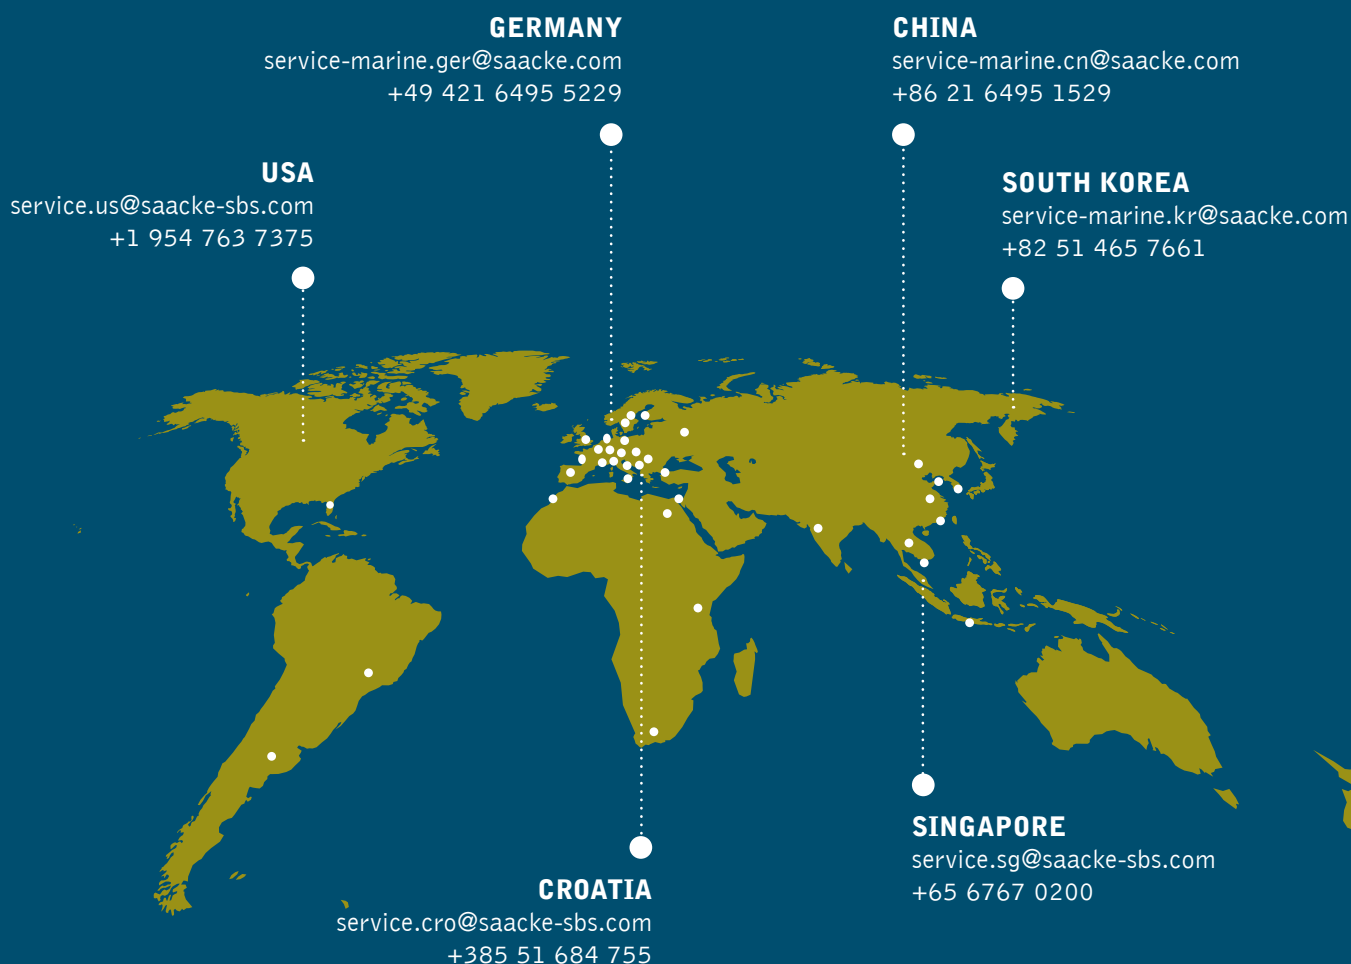 GERMANY
service-marine.ger@saacke.com
+49 421 6495 5229
CHINA
service-marine.cn@saacke.com
+86 21 6495 1529
USA
service.us@saacke-sbs.com
+1 954 763 7375
SOUTH KOREA
service-marine.kr@saacke.com
+82 51 465 7661
SINGAPORE
service.sg@saacke-sbs.com
+65 6767 0200
CROATIA
service.cro@saacke-sbs.com
+385 51 684 755